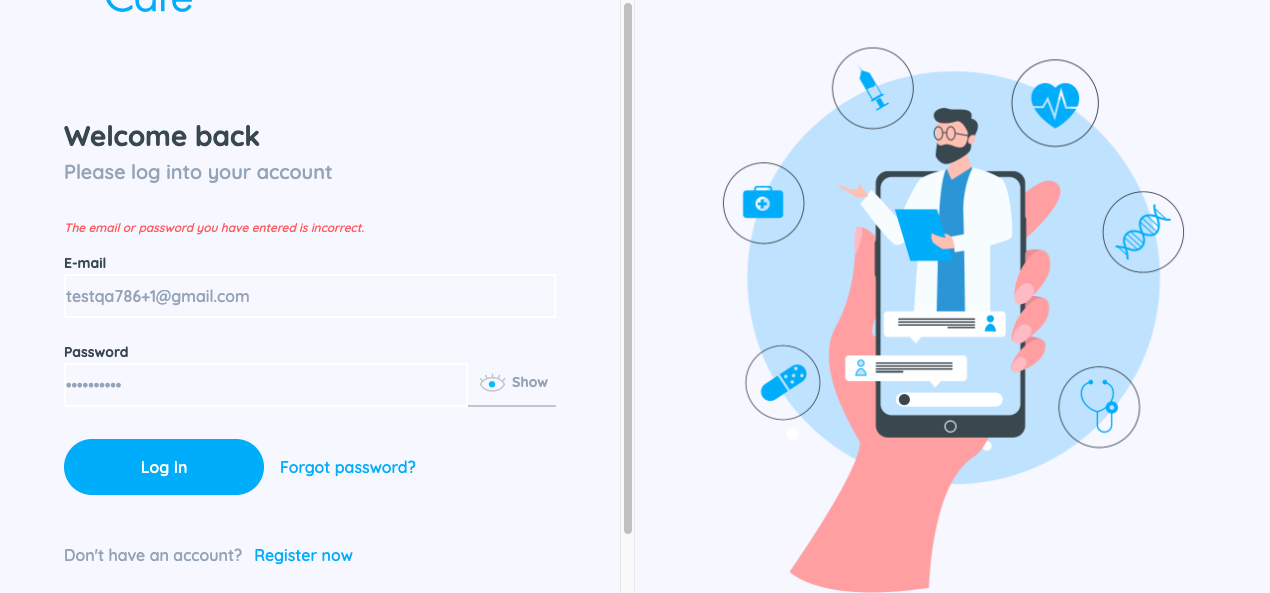 Care
Welcome back
Please log into your account
The email or password you have entered is incorrect.
E-mail
testqa786+1@gmail.com
Password
••••••••••
Show
Log In
Forgot password?
Don't have an account? Register now